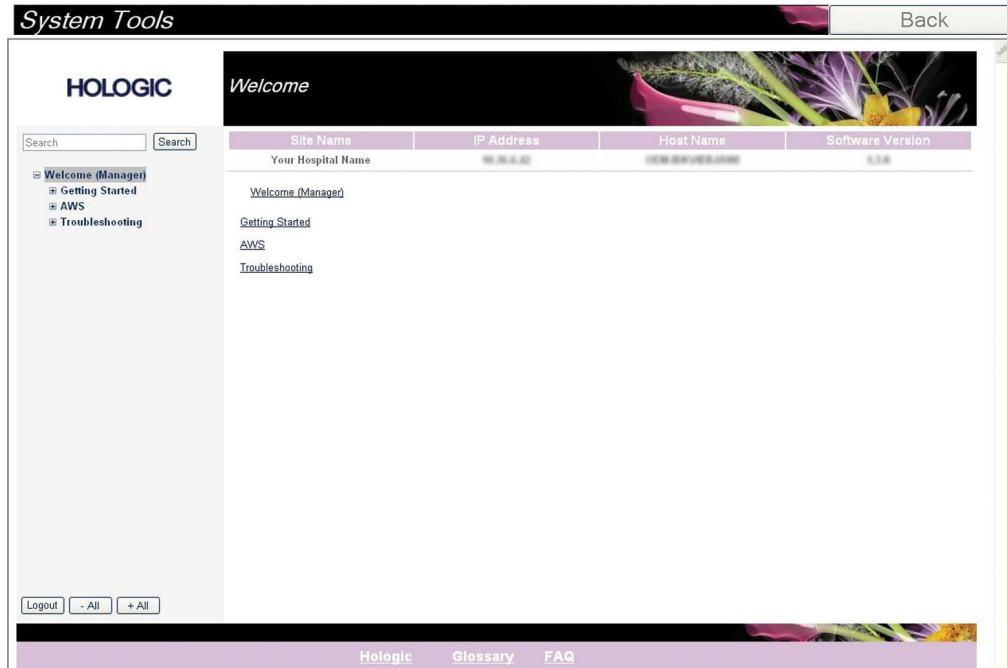 System Tools
Back
HOLOGIC
Welcome
Search Search
Site Name IP Address Host Name Software Version
Your Hospital Name
Welcome (Manager)
Getting Started
AWS
Troubleshooting
Welcome (Manager)
Getting Started
AWS
Troubleshooting
Logout - All + All
Hologic Glossary FAQ